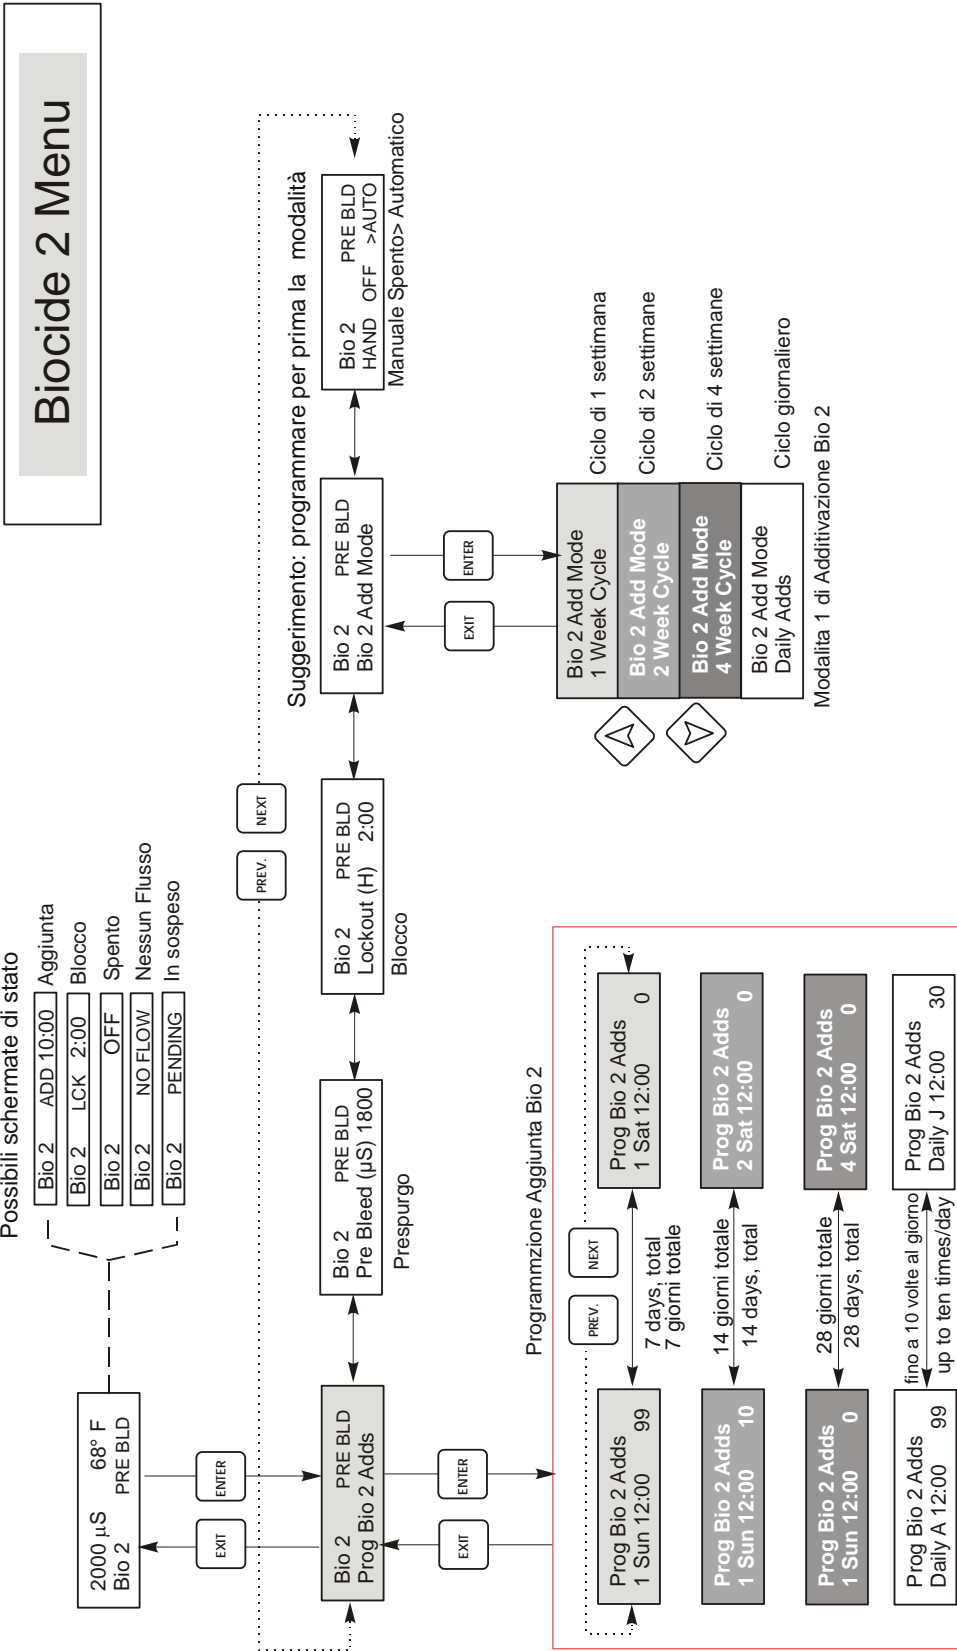 Biocide 2 Menu
Possibili schermate di stato
2000 µS 68° F
Bio 2 PRE BLD
Bio 2 ADD 10:00 Aggiunta
Bio 2 LCK 2:00 Blocco
Bio 2 OFF Spento
Bio 2 NO FLOW Nessun Flusso
Bio 2 PENDING In sospeso
EXIT
ENTER
PREV.
NEXT
Suggerimento: programmare per prima la modalità
Bio 2 PRE BLD
Prog Bio 2 Adds
Bio 2 PRE BLD
Pre Bleed (µS) 1800
Prespurgo
Bio 2 PRE BLD
Lockout (H) 2:00
Blocco
Bio 2 PRE BLD
Bio 2 Add Mode
Bio 2 PRE BLD
HAND OFF >AUTO
Manuale Spento> Automatico
EXIT
ENTER
EXIT
ENTER
Programmzione Aggiunta Bio 2
PREV.
NEXT
Prog Bio 2 Adds
1 Sun 12:00 99
7 days, total
7 giorni totale
Prog Bio 2 Adds
1 Sat 12:00 0
Prog Bio 2 Adds
1 Sun 12:00 10
14 giorni totale
14 days, total
Prog Bio 2 Adds
2 Sat 12:00 0
Prog Bio 2 Adds
1 Sun 12:00 0
28 giorni totale
28 days, total
Prog Bio 2 Adds
4 Sat 12:00 0
Prog Bio 2 Adds
Daily A 12:00 99
fino a 10 volte al giorno
up to ten times/day
Prog Bio 2 Adds
Daily J 12:00 30
Bio 2 Add Mode
1 Week Cycle
Ciclo di 1 settimana
Bio 2 Add Mode
2 Week Cycle
Ciclo di 2 settimane
Bio 2 Add Mode
4 Week Cycle
Ciclo di 4 settimane
Bio 2 Add Mode
Daily Adds
Ciclo giornaliero
Modalita 1 di Additivazione Bio 2